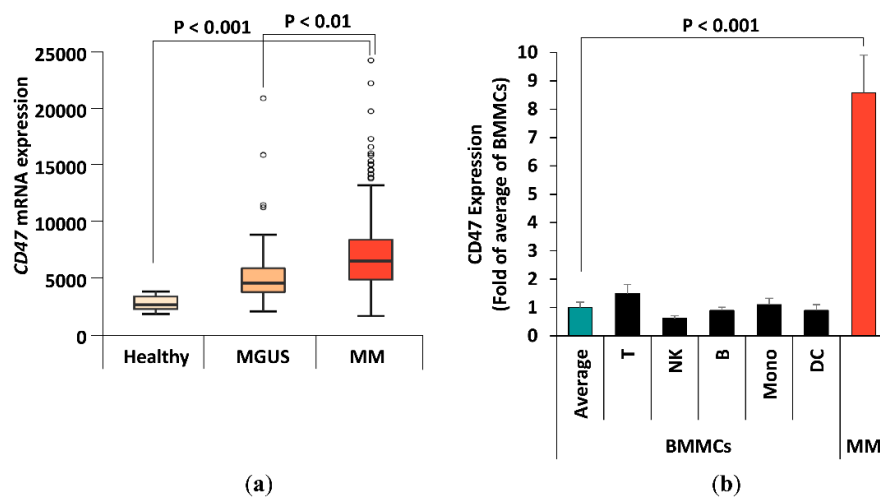 P < 0.001
P < 0.01
CD47 mRNA expression
25000
20000
15000
10000
5000
0
Healthy
MGUS
MM
(a)
P < 0.001
CD47 Expression
(Fold of average of BMMCs)
10
9
8
7
6
5
4
3
2
1
0
Average
T
NK
B
Mono
DC
BMMCs
MM
(b)